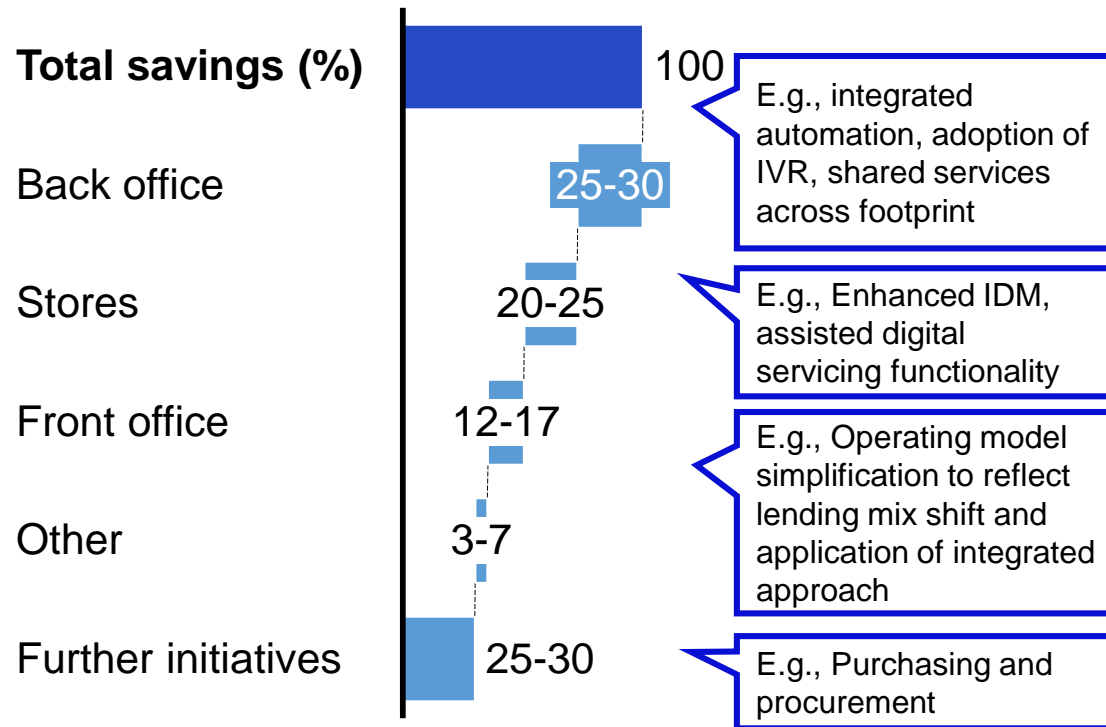 Total savings (%)
100
E.g., integrated
automation, adoption of
IVR, shared services
across footprint
Back office
25-30
Stores
20-25
E.g., Enhanced IDM,
assisted digital
servicing functionality
Front office
12-17
E.g., Operating model
simplification to reflect
lending mix shift and
application of integrated
approach
Other
3-7
Further initiatives
25-30
E.g., Purchasing and
procurement